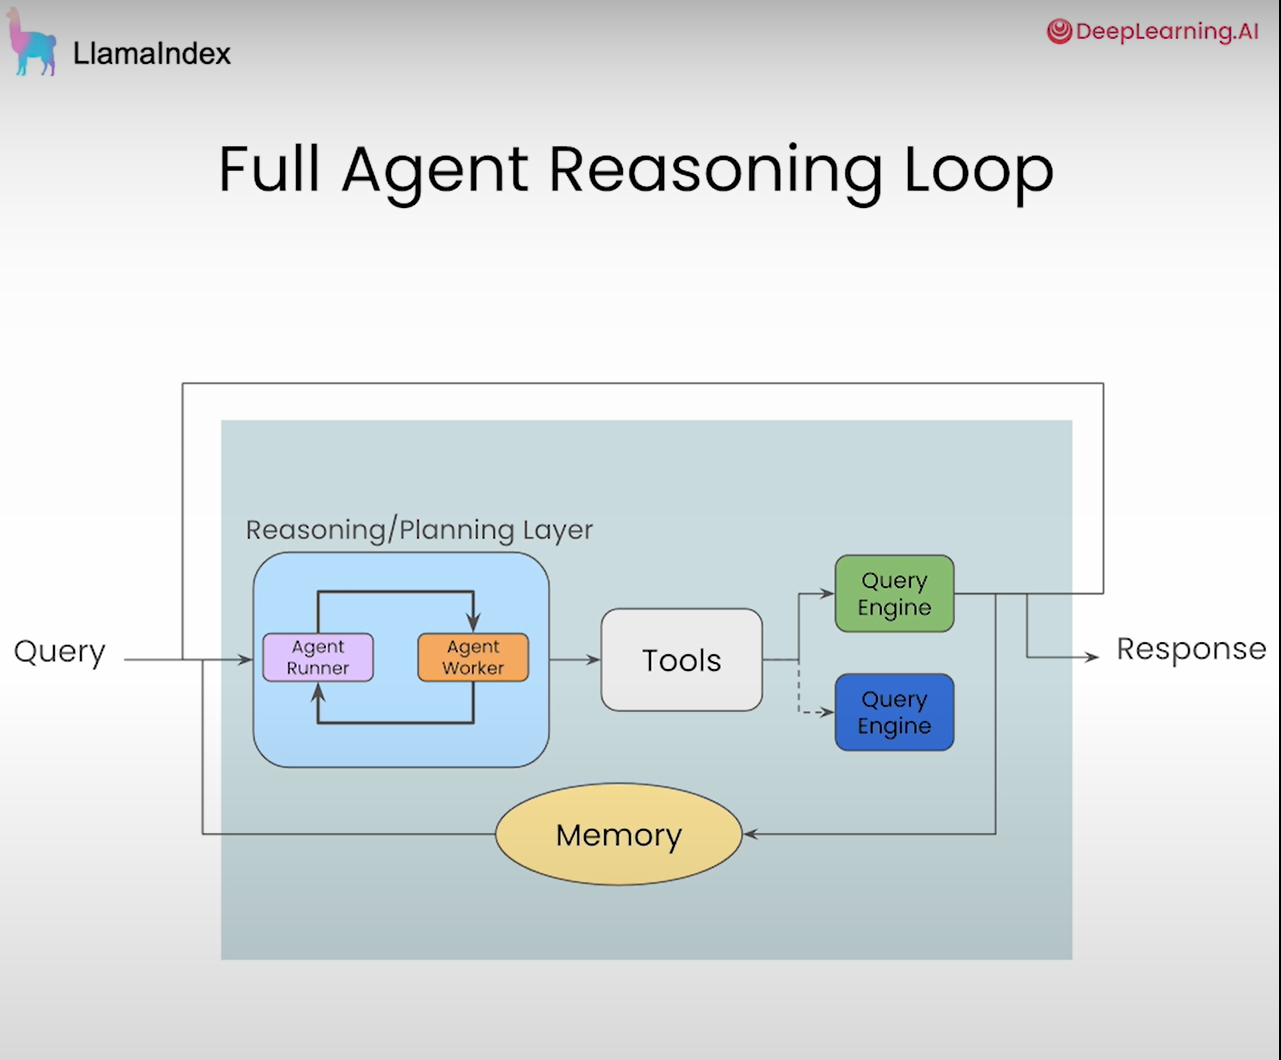 LlamaIndex
DeepLearning.AI
Full Agent Reasoning Loop
Reasoning/Planning Layer
Query
Agent
Runner
Agent
Worker
Tools
Query
Engine
Query
Engine
Response
Memory